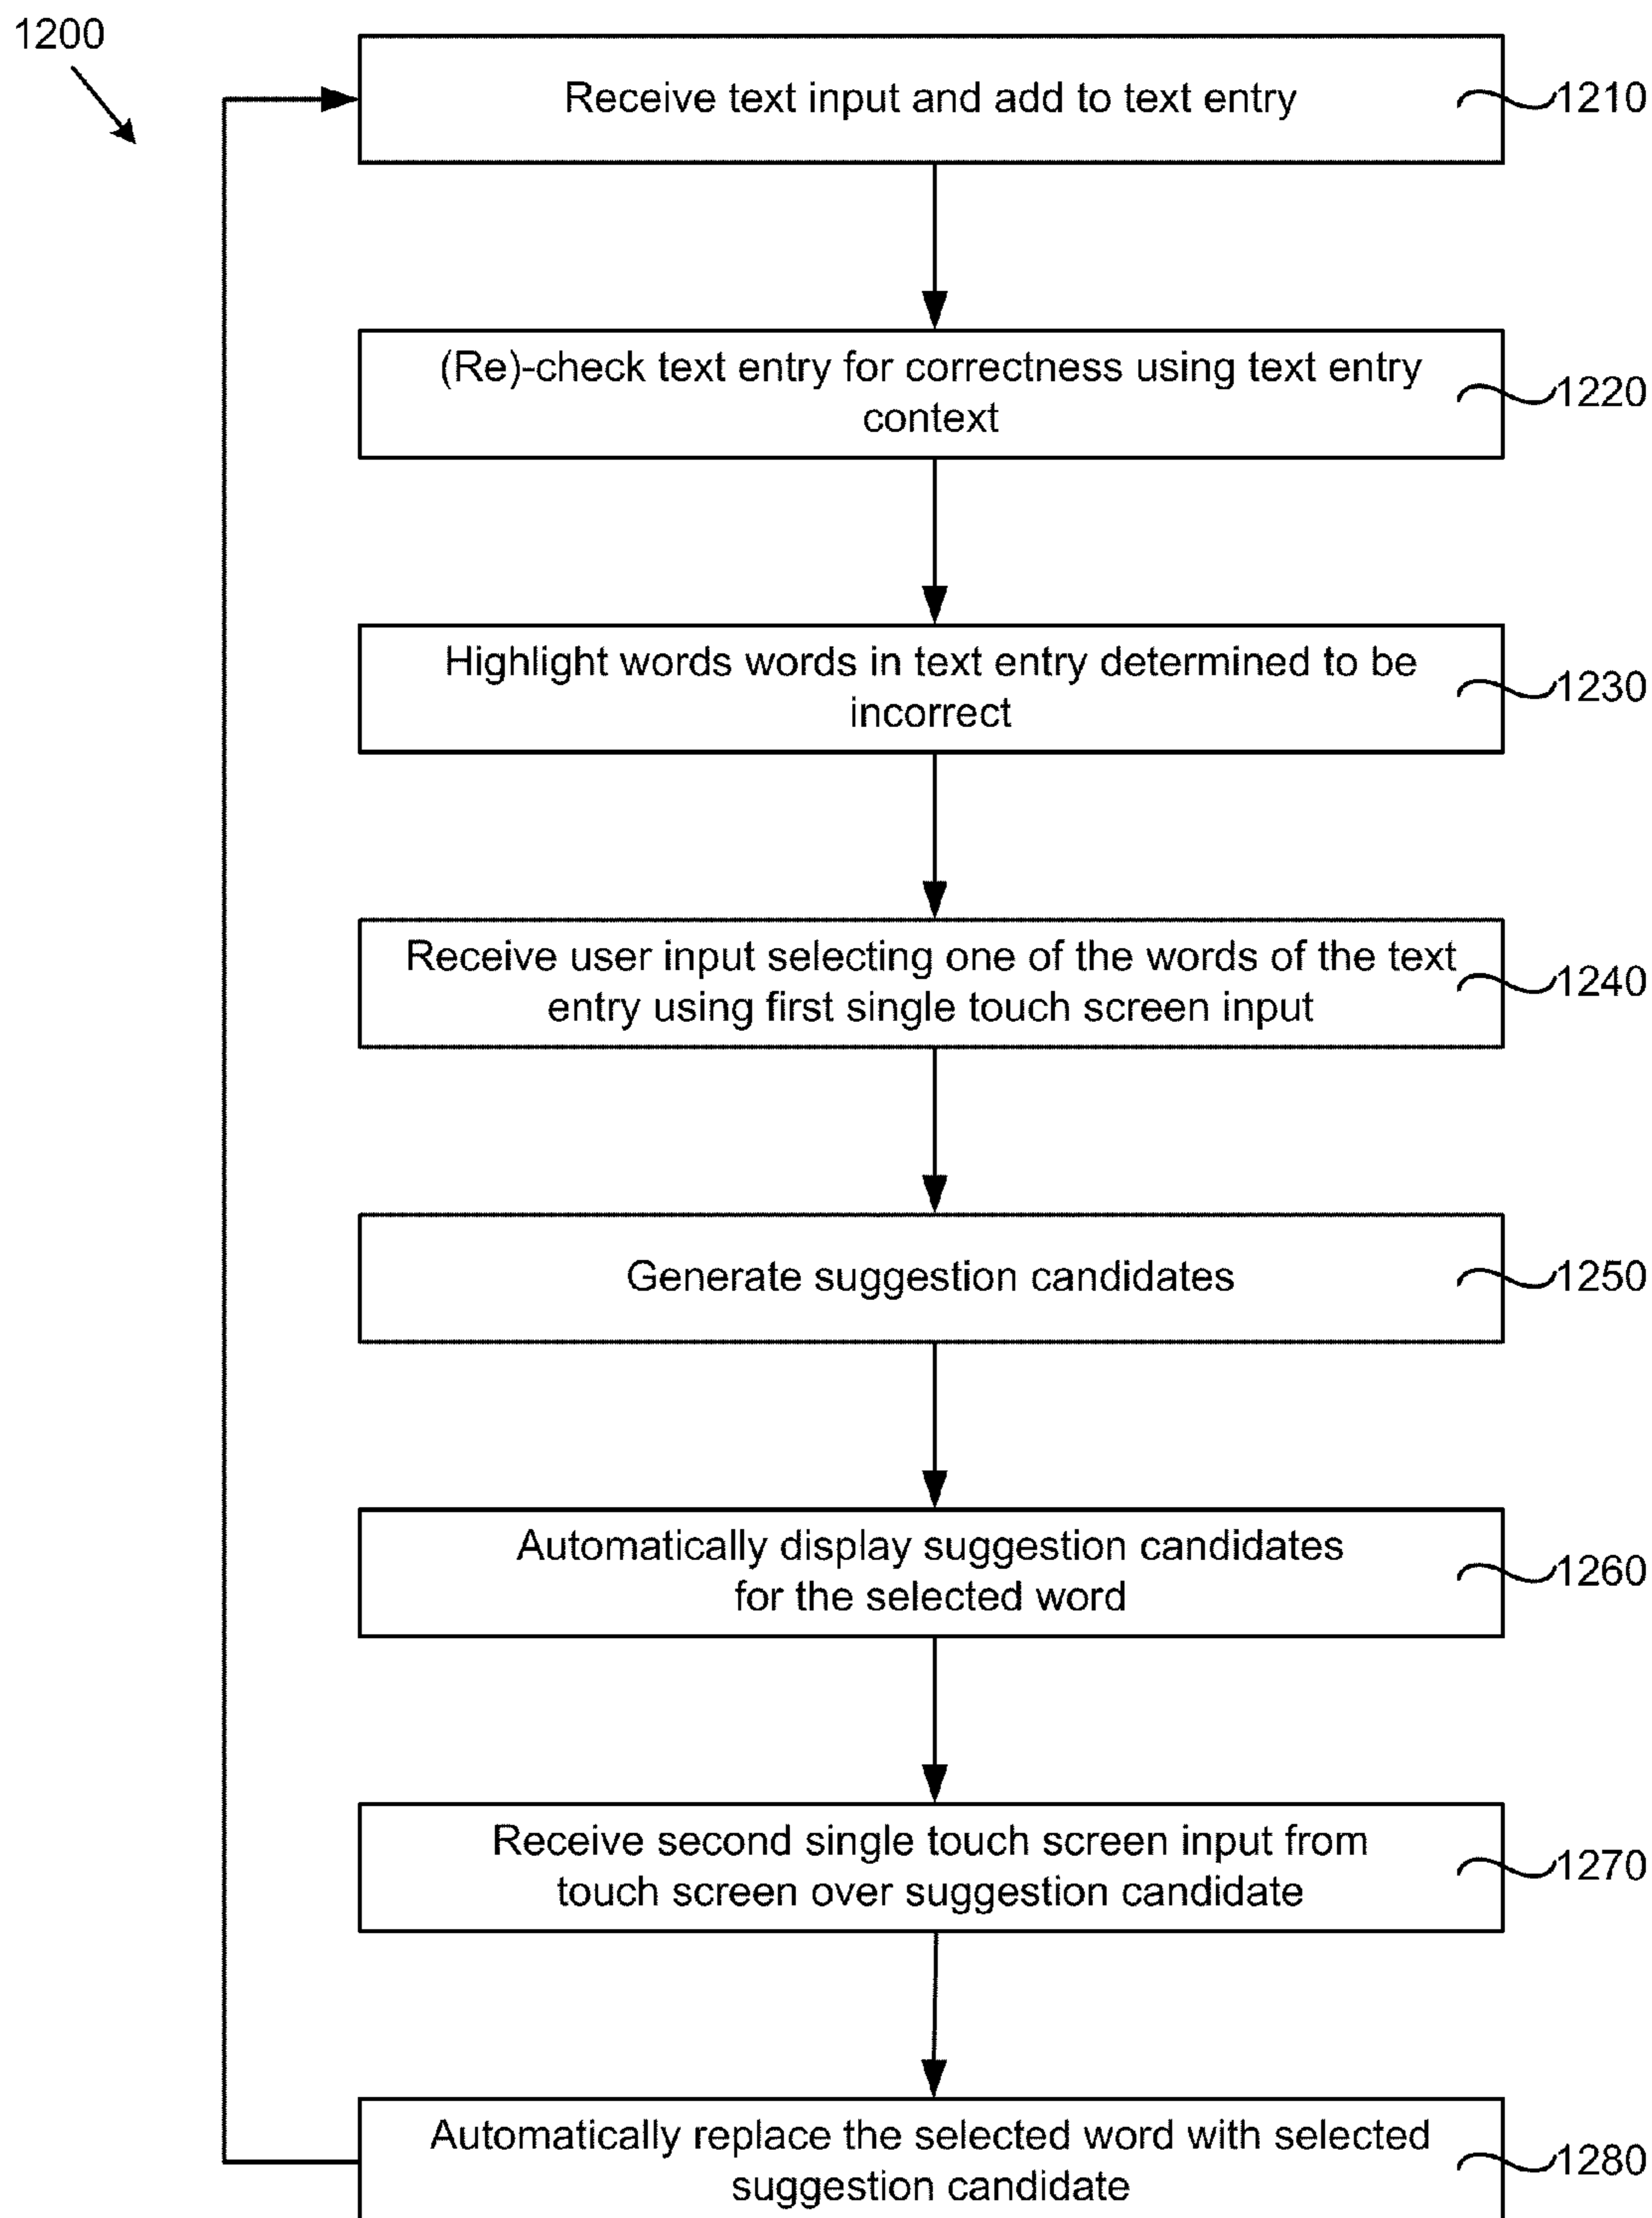 1200
Receive text input and add to text entry
1210
(Re)-check text entry for correctness using text entry
context
1220
Highlight words words in text entry determined to be
incorrect
1230
Receive user input selecting one of the words of the text
entry using first single touch screen input
1240
Generate suggestion candidates
1250
Automatically display suggestion candidates
for the selected word
1260
Receive second single touch screen input from
touch screen over suggestion candidate
1270
Automatically replace the selected word with selected
suggestion candidate
1280